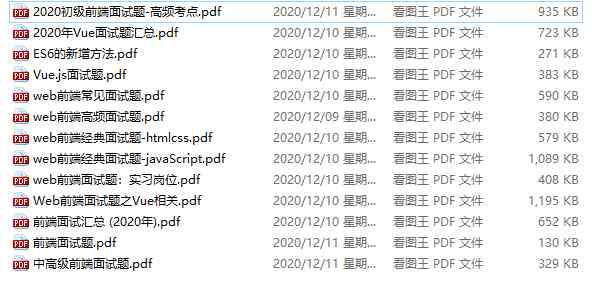 2020初级前端面试题-高频考点.pdf 2020/12/11 星期... 看图王 PDF 文件 935 KB
2020年Vue面试题汇总.pdf 2020/12/10 星期... 看图王 PDF 文件 723 KB
ES6的新增方法.pdf 2020/12/10 星期... 看图王 PDF 文件 271 KB
Vue.js面试题.pdf 2020/12/10 星期... 看图王 PDF 文件 383 KB
web前端常见面试题.pdf 2020/12/10 星期... 看图王 PDF 文件 590 KB
web前端高频面试题.pdf 2020/12/09 星期... 看图王 PDF 文件 380 KB
web前端经典面试题-htmlcss.pdf 2020/12/10 星期... 看图王 PDF 文件 579 KB
web前端经典面试题-javaScript.pdf 2020/12/10 星期... 看图王 PDF 文件 1,089 KB
web前端面试题：实习岗位.pdf 2020/12/10 星期... 看图王 PDF 文件 408 KB
Web前端面试题之Vue相关.pdf 2020/12/10 星期... 看图王 PDF 文件 1,195 KB
前端面试汇总 (2020年).pdf 2020/12/10 星期... 看图王 PDF 文件 652 KB
前端面试题.pdf 2020/12/11 星期... 看图王 PDF 文件 130 KB
中高级前端面试题.pdf 2020/12/11 星期... 看图王 PDF 文件 329 KB